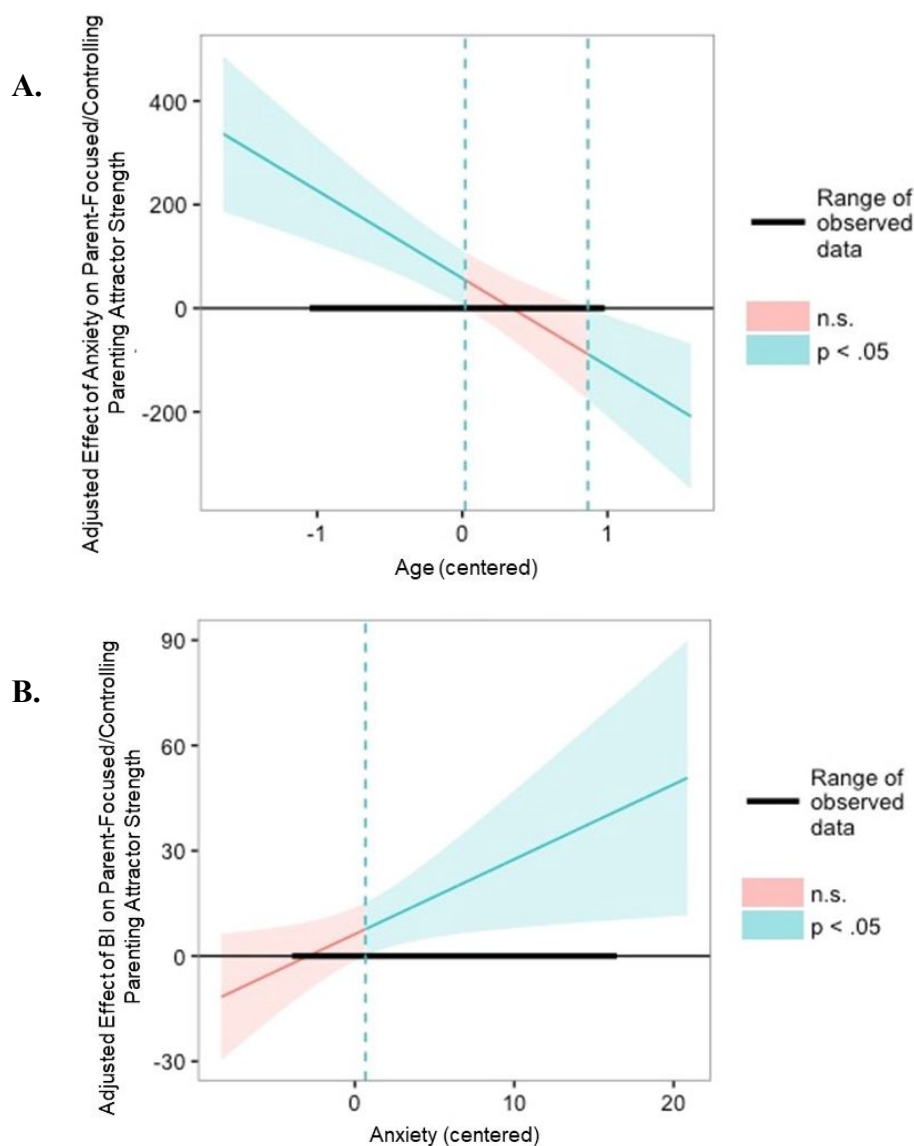 A.
Adjusted Effect of Anxiety on Parent-Focused/Controlling
Parenting Attractor Strength
400
200
0
-200
-1
0
1
Age (centered)
Range of
observed
data
n.s.
p < .05
B.
Adjusted Effect of BI on Parent-Focused/Controlling
Parenting Attractor Strength
90
60
30
0
-30
0
10
20
Anxiety (centered)
Range of
observed
data
n.s.
p < .05